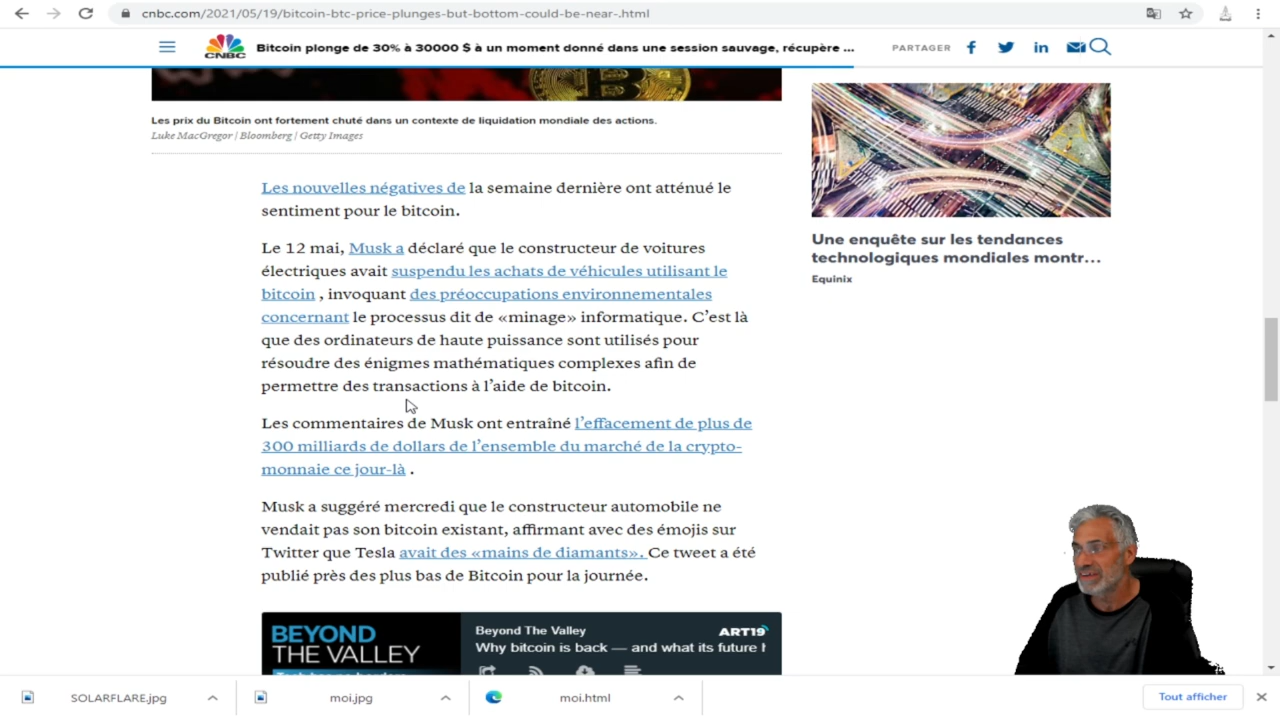 cnbc.com/2021/05/19/bitcoin-btc-price-plunges-but-bottom-could-be-near-.html
CNBC
Bitcoin plonge de 30% à 30000 $ à un moment donné dans une session sauvage, récupère ...
PARTAGER
Les prix du Bitcoin ont fortement chuté dans un contexte de liquidation mondiale des actions.
Luke MacGregor | Bloomberg | Getty Images
Les nouvelles négatives de la semaine dernière ont atténué le
sentiment pour le bitcoin.
Le 12 mai, Musk a déclaré que le constructeur de voitures
électriques avait suspendu les achats de véhicules utilisant le
bitcoin , invoquant des préoccupations environnementales
concernant le processus dit de «minage» informatique. C’est là
que des ordinateurs de haute puissance sont utilisés pour
résoudre des énigmes mathématiques complexes afin de
permettre des transactions à l’aide de bitcoin.
Les commentaires de Musk ont entraîné l’effacement de plus de
300 milliards de dollars de l’ensemble du marché de la crypto-
monnaie ce jour-là .
Musk a suggéré mercredi que le constructeur automobile ne
vendait pas son bitcoin existant, affirmant avec des émojis sur
Twitter que Tesla avait des «mains de diamants». Ce tweet a été
publié près des plus bas de Bitcoin pour la journée.
Une enquête sur les tendances
technologiques mondiales montr...
Equinix
BEYOND
THE VALLEY
Beyond The Valley
ART19
Why bitcoin is back — and what its future
SOLARFLARE.jpg
moi.jpg
moi.html
Tout afficher